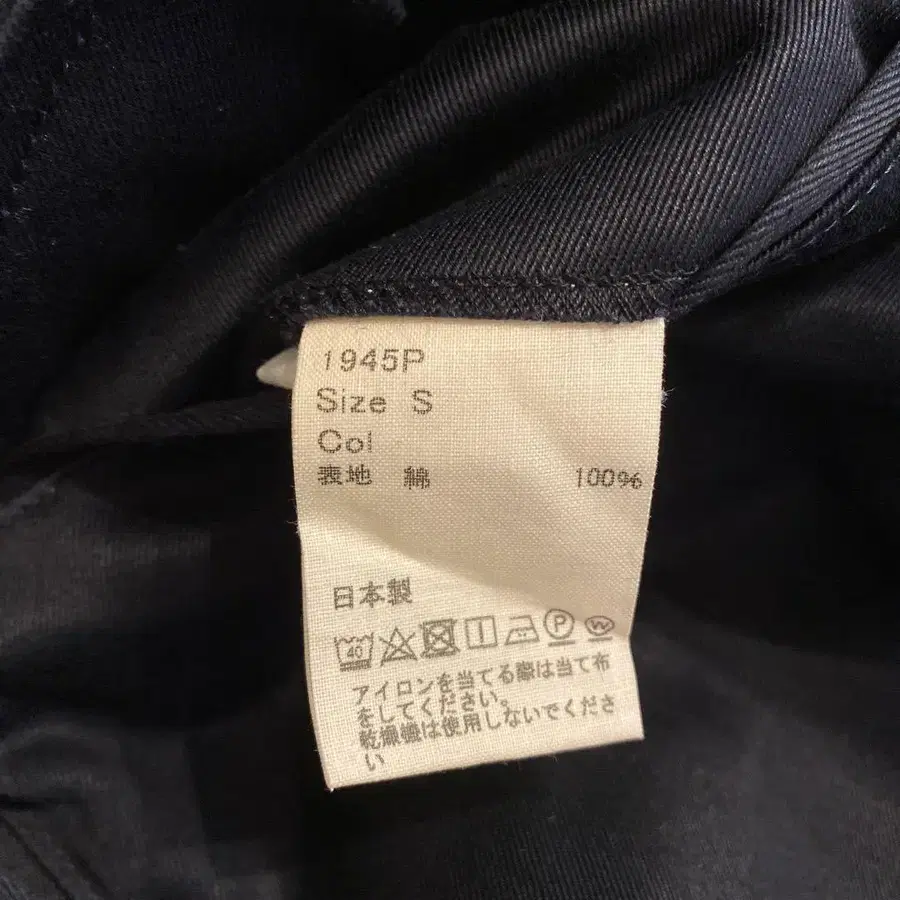 1945P
Size S
Col
表地 綿 100%
日本製
40 P W
アイロンを当てる際は当て布
をしてください。
乾燥機は使用しないでくださ
い